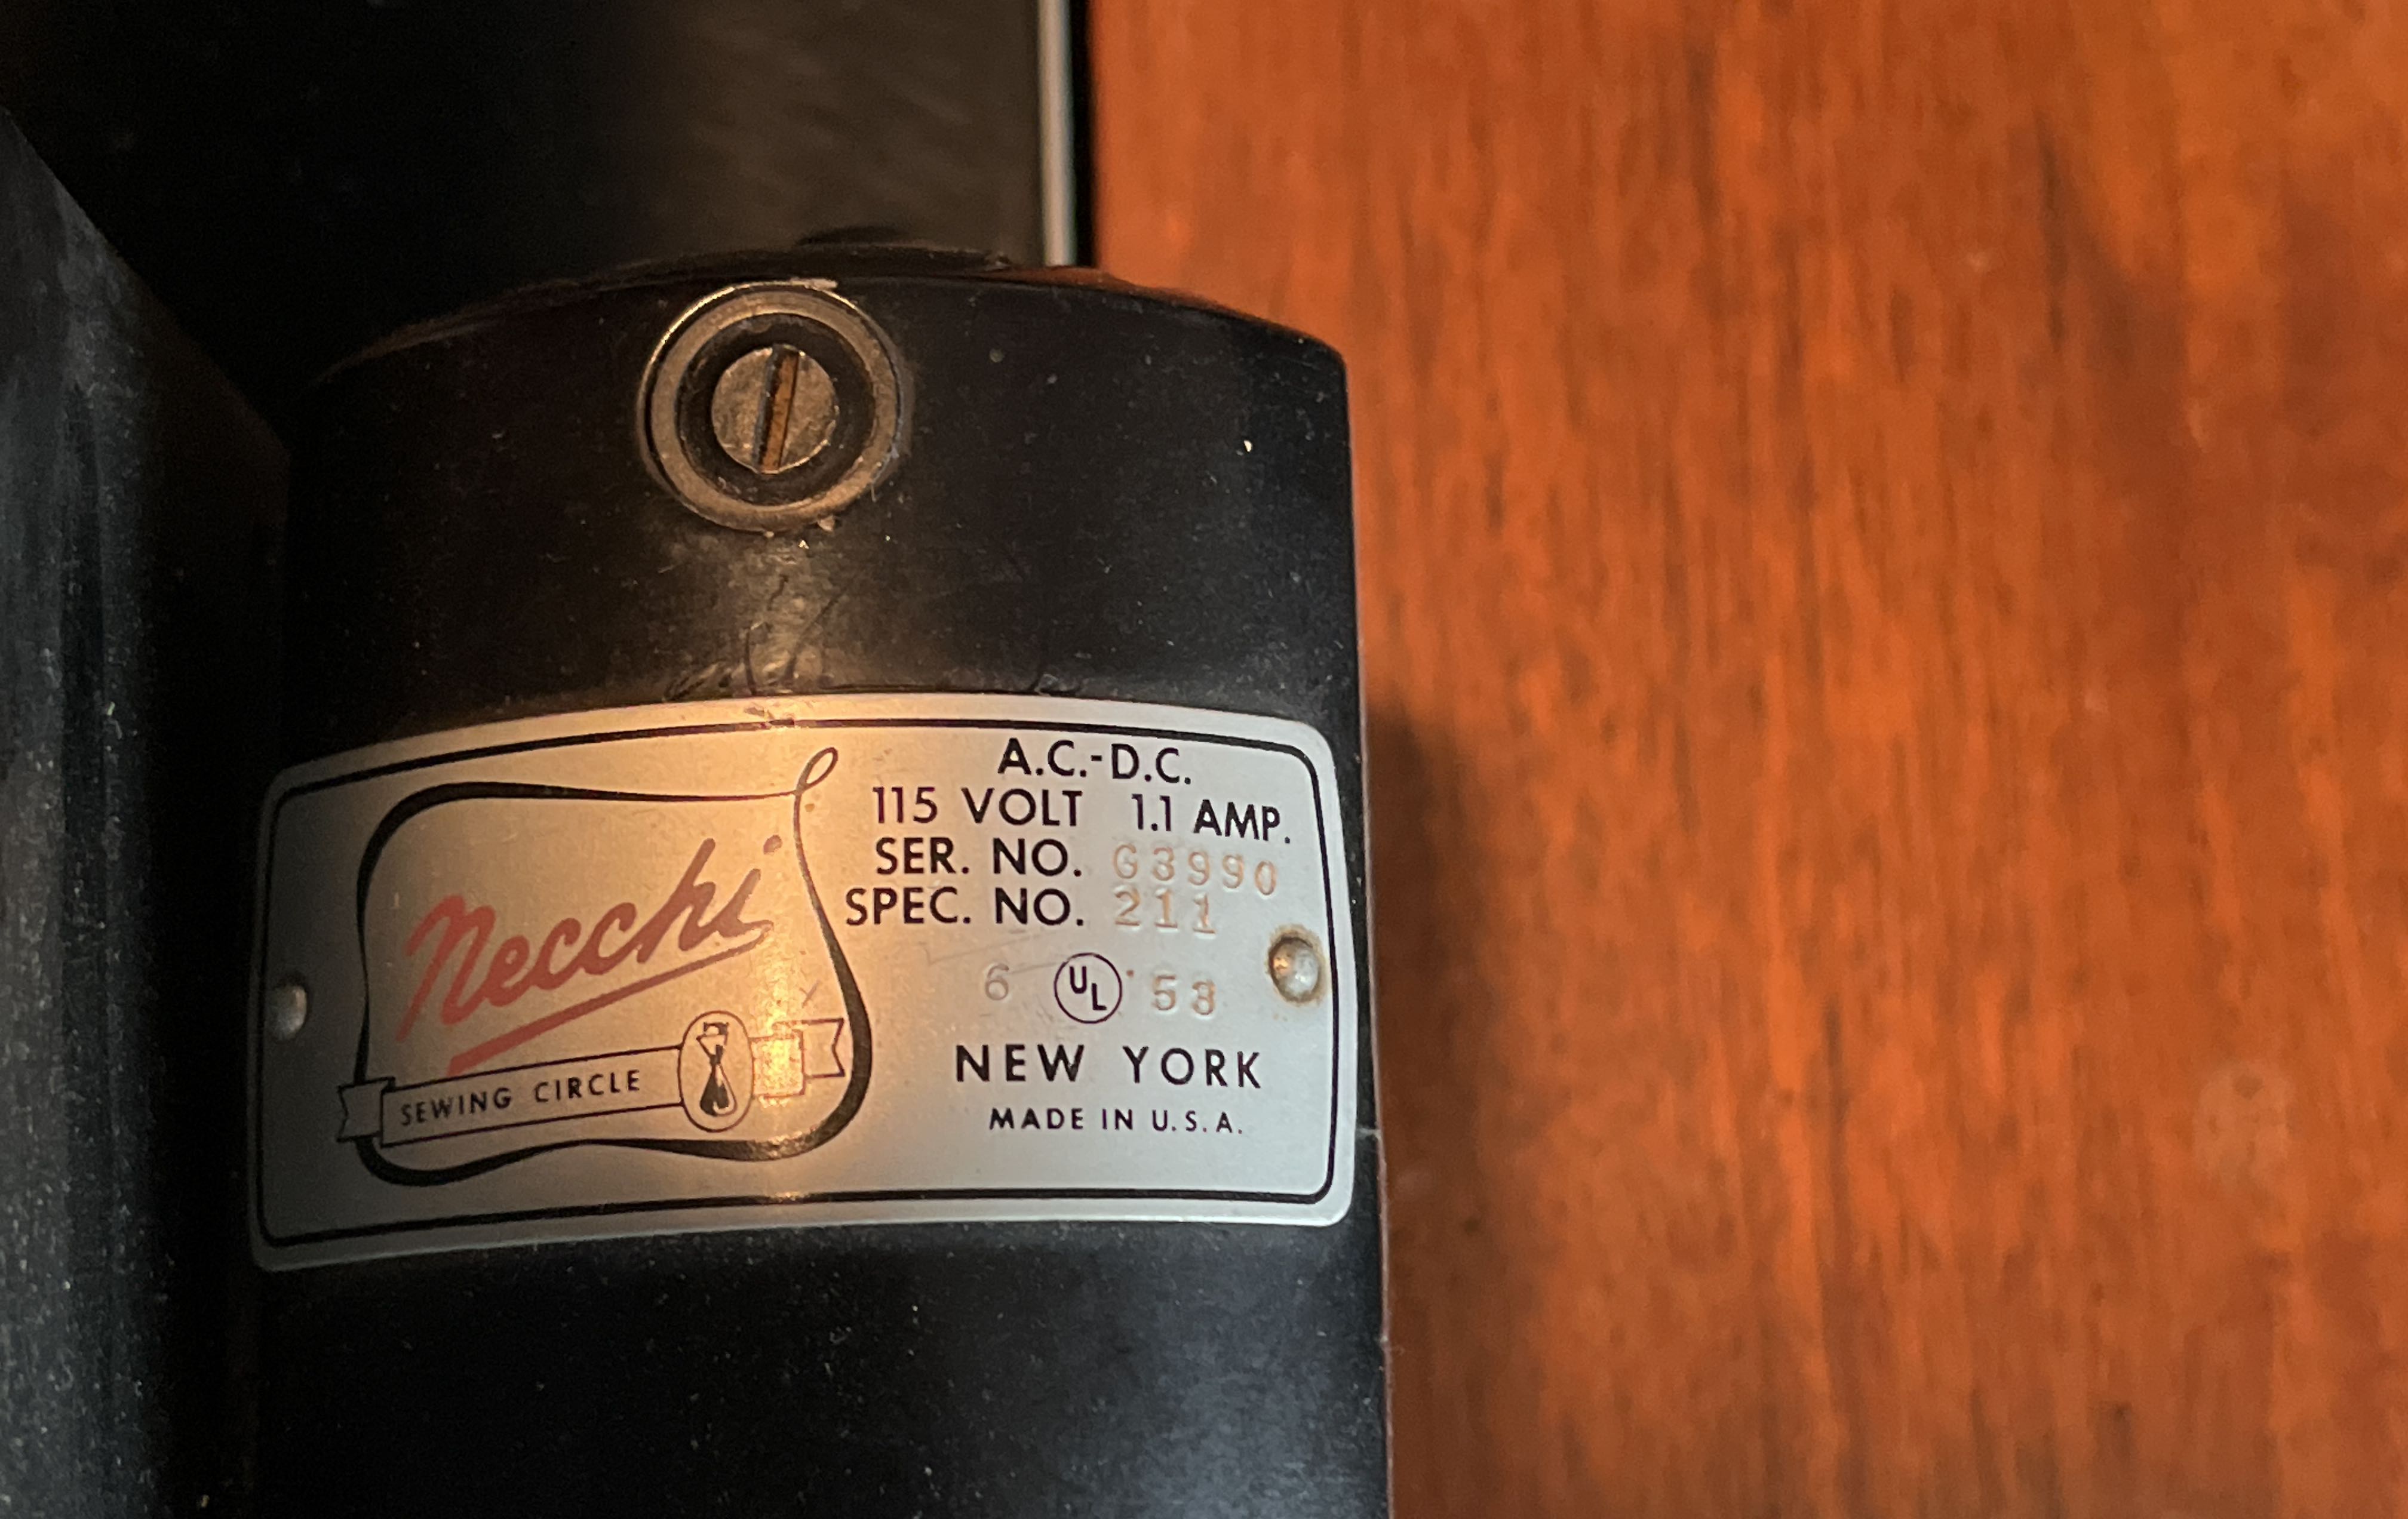 Necchi
SEWING CIRCLE
A.C.-D.C.
115 VOLT 1.1 AMP.
SER. NO. G3990
SPEC. NO. 211
6 UL 53
NEW YORK
MADE IN U.S.A.